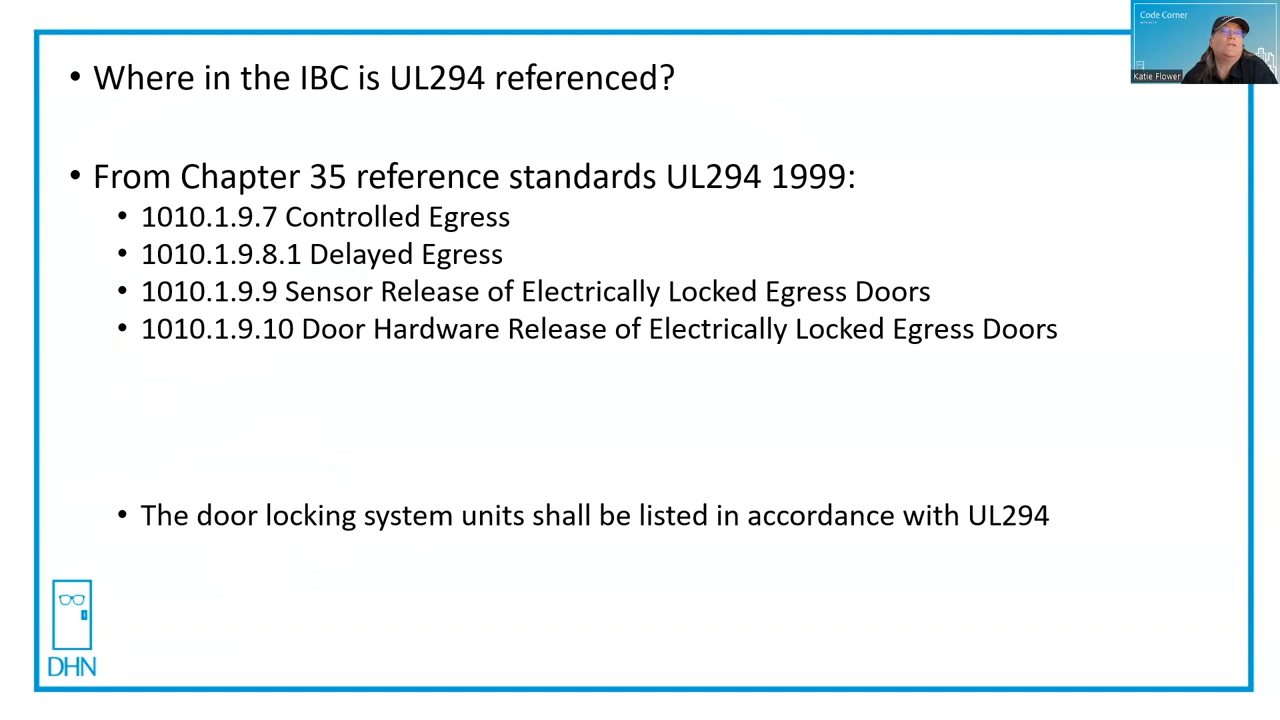 Code Corner
Katie Flower
• Where in the IBC is UL294 referenced?
• From Chapter 35 reference standards UL294 1999:
• 1010.1.9.7 Controlled Egress
• 1010.1.9.8.1 Delayed Egress
• 1010.1.9.9 Sensor Release of Electrically Locked Egress Doors
• 1010.1.9.10 Door Hardware Release of Electrically Locked Egress Doors
• The door locking system units shall be listed in accordance with UL294
DHN